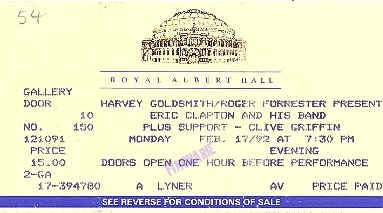 54
ROYAL ALBERT HALL
GALLERY
DOOR HARVEY GOLDSMITH/ROGER FORRESTER PRESENT
10 ERIC CLAPTON AND HIS BAND
NO. 150 PLUS SUPPORT - CLIVE GRIFFIN
121091 MONDAY FEB. 17/92 AT 7:30 PM
PRICE EVENING
15.00 DOORS OPEN ONE HOUR BEFORE PERFORMANCE
2-GA
17-394780 A LYNER AV PRICE PAID
SEE REVERSE FOR CONDITIONS OF SALE